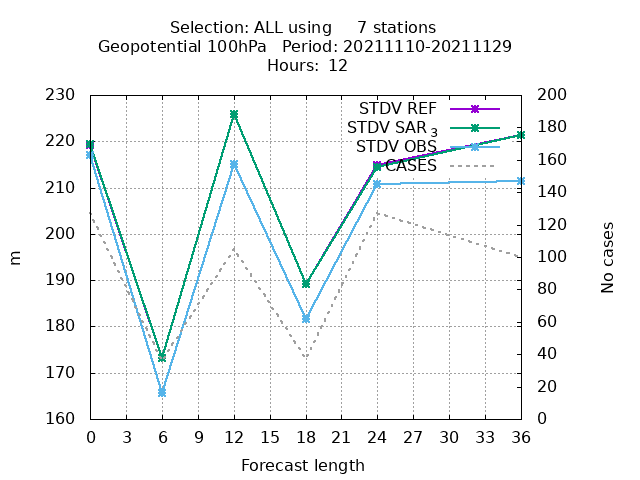 Selection: ALL using     7 stations
Geopotential 100hPa   Period: 20211110-20211129
Hours:  12
STDV REF
STDV SAR 3
STDV OBS
CASES
230
220
210
200
190
180
170
160
m
200
180
160
140
120
100
80
60
40
20
0
No cases
0 3 6 9 12 15 18 21 24 27 30 33 36
Forecast length